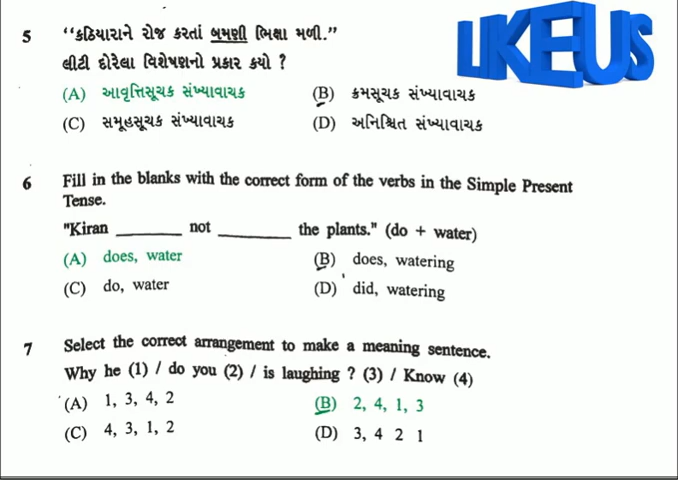 LIKEUS
5 “કઠિયારાને રોજ કરતાં બમણી ભિક્ષા મળી.”
લીટી દોરેલા વિશેષણનો પ્રકાર કયો ?
(A) આવૃત્તિસૂચક સંખ્યાવાચક (B) ક્રમસૂચક સંખ્યાવાચક
(C) સમૂહસૂચક સંખ્યાવાચક (D) અનિશ્ચિત સંખ્યાવાચક
6 Fill in the blanks with the correct form of the verbs in the Simple Present
Tense.
"Kiran ________ not ________ the plants." (do + water)
(A) does, water (B) does, watering
(C) do, water (D) did, watering
7 Select the correct arrangement to make a meaning sentence.
Why he (1) / do you (2) / is laughing ? (3) / Know (4)
(A) 1, 3, 4, 2 (B) 2, 4, 1, 3
(C) 4, 3, 1, 2 (D) 3, 4 2 1